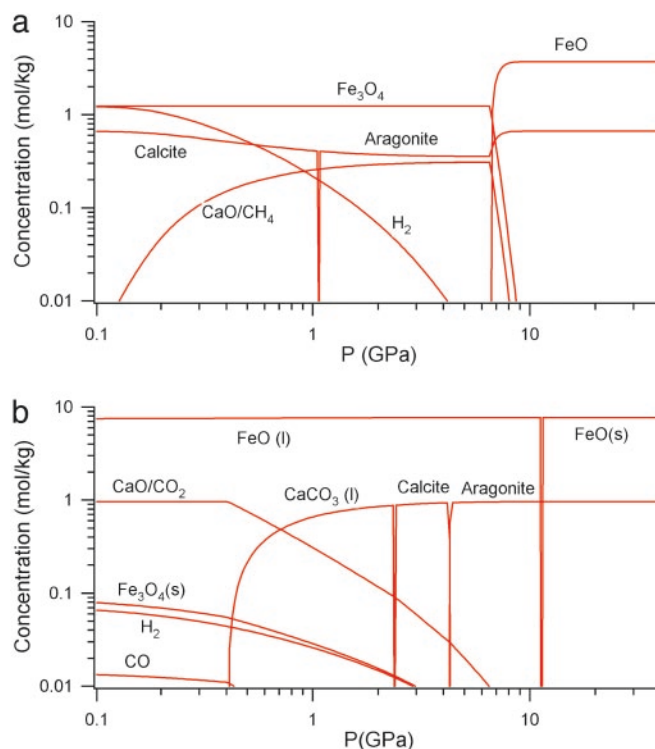 a
10
FeO
Fe₃O₄
1
Calcite
Aragonite
0.1
CaO/CH₄
H₂
0.01
Concentration (mol/kg)
0.1
1
10
P (GPa)
b
10
FeO (l)
FeO(s)
CaO/CO₂
CaCO₃ (l)
Calcite
Aragonite
1
Fe₃O₄(s)
0.1
H₂
CO
0.01
Concentration (mol/kg)
0.1
1
10
P(GPa)